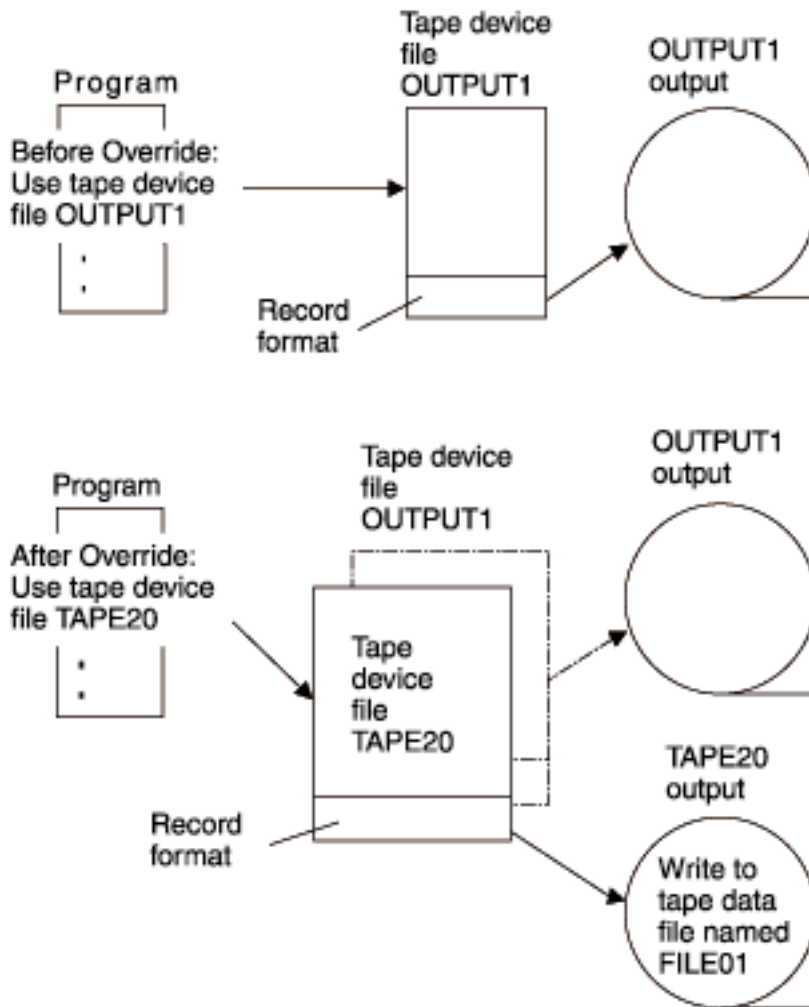 Program
Before Override:
Use tape device
file OUTPUT1
:
Tape device
file
OUTPUT1
Record
format
OUTPUT1
output
Program
After Override:
Use tape device
file TAPE20
:
Tape device
file
OUTPUT1
Tape
device
file
TAPE20
Record
format
OUTPUT1
output
TAPE20
output
Write to
tape data
file named
FILE01